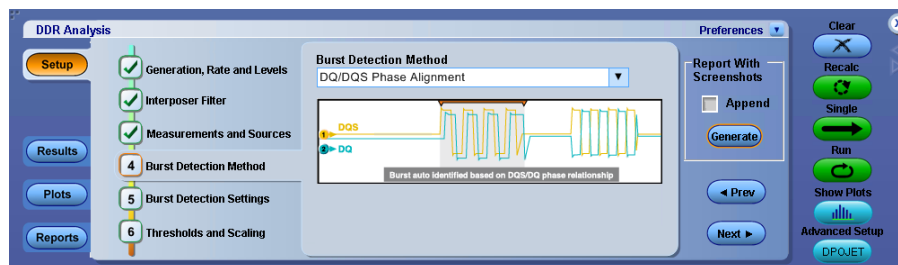 DDR Analysis
Preferences
Setup
Results
Plots
Reports
Generation, Rate and Levels
Interposer Filter
Measurements and Sources
4 Burst Detection Method
5 Burst Detection Settings
6 Thresholds and Scaling
Burst Detection Method
DQ/DQS Phase Alignment
1 DQS
2 DQ
Burst auto identified based on DQS/DQ phase relationship
Report With
Screenshots
Append
Generate
Prev
Next
Clear
Recalc
Single
Run
Show Plots
Advanced Setup
DPOJET